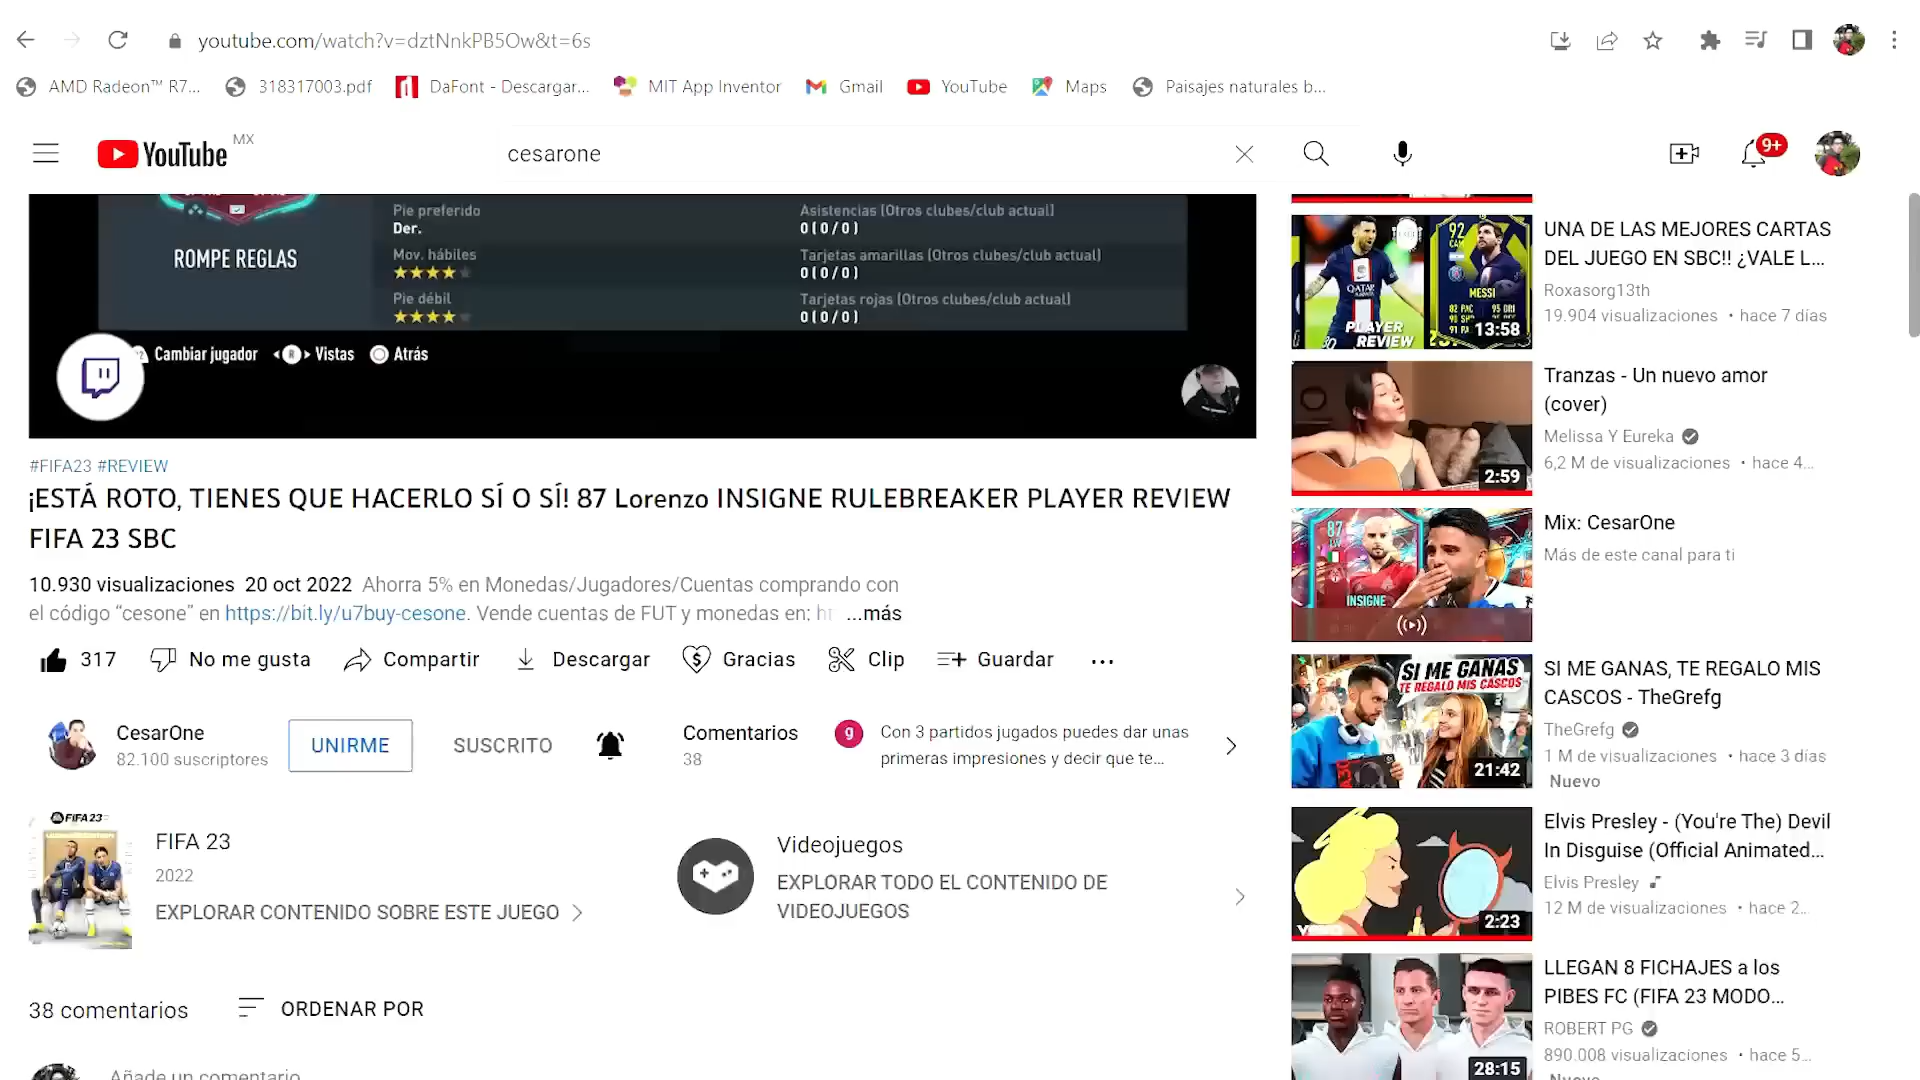 youtube.com/watch?v=dztNnkPB5Ow&t=6s
AMD Radeon™ R7...
318317003.pdf
DaFont - Descargar...
MIT App Inventor
Gmail
YouTube
Maps
Paisajes naturales b...
YouTube MX
cesarone
9+
ROMPE REGLAS
Pie preferido
Der.
Mov. hábiles
Pie débil
Asistencias (Otros clubes/club actual)
0(0/0)
Tarjetas amarillas (Otros clubes/club actual)
0(0/0)
Tarjetas rojas (Otros clubes/club actual)
0(0/0)
Cambiar jugador
R
Vistas
Atrás
#FIFA23 #REVIEW
¡ESTÁ ROTO, TIENES QUE HACERLO SÍ O SÍ! 87 Lorenzo INSIGNE RULEBREAKER PLAYER REVIEW
FIFA 23 SBC
10.930 visualizaciones 20 oct 2022 Ahorra 5% en Monedas/Jugadores/Cuentas comprando con
el código “cesone” en https://bit.ly/u7buy-cesone. Vende cuentas de FUT y monedas en: ...más
317
No me gusta
Compartir
Descargar
Gracias
Clip
Guardar
CesarOne
82.100 suscriptores
UNIRME
SUSCRITO
Comentarios
38
g
Con 3 partidos jugados puedes dar unas
primeras impresiones y decir que te...
FIFA 23
FIFA 23
2022
EXPLORAR CONTENIDO SOBRE ESTE JUEGO
Videojuegos
EXPLORAR TODO EL CONTENIDO DE
VIDEOJUEGOS
38 comentarios
ORDENAR POR
Añade un comentario
92
CAM
MESSI
82 PAC 95 DRI
QATAR
PLAYER
REVIEW
13:58
UNA DE LAS MEJORES CARTAS
DEL JUEGO EN SBC!! ¿VALE L...
Roxasorg13th
19.904 visualizaciones • hace 7 días
2:59
Tranzas - Un nuevo amor
(cover)
Melissa Y Eureka
6,2 M de visualizaciones • hace 4...
87
INSIGNE
Mix: CesarOne
Más de este canal para ti
SI ME GANAS
TE REGALO MIS CASCOS
21:42
SI ME GANAS, TE REGALO MIS
CASCOS - TheGrefg
TheGrefg
1 M de visualizaciones • hace 3 días
Nuevo
2:23
Elvis Presley - (You're The) Devil
In Disguise (Official Animated...
Elvis Presley
12 M de visualizaciones • hace 2...
28:15
LLEGAN 8 FICHAJES a los
PIBES FC (FIFA 23 MODO...
ROBERT PG
890.008 visualizaciones • hace 5...
Nuevo